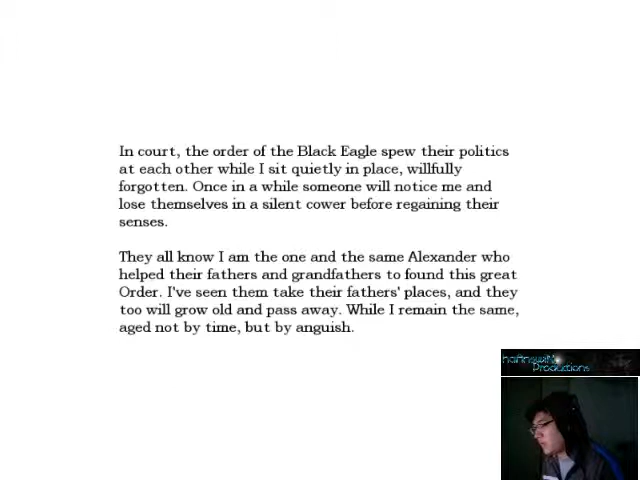 In court, the order of the Black Eagle spew their politics
at each other while I sit quietly in place, willfully
forgotten. Once in a while someone will notice me and
lose themselves in a silent cower before regaining their
senses.
They all know I am the one and the same Alexander who
helped their fathers and grandfathers to found this great
Order. I've seen them take their fathers' places, and they
too will grow old and pass away. While I remain the same,
aged not by time, but by anguish.
Productions